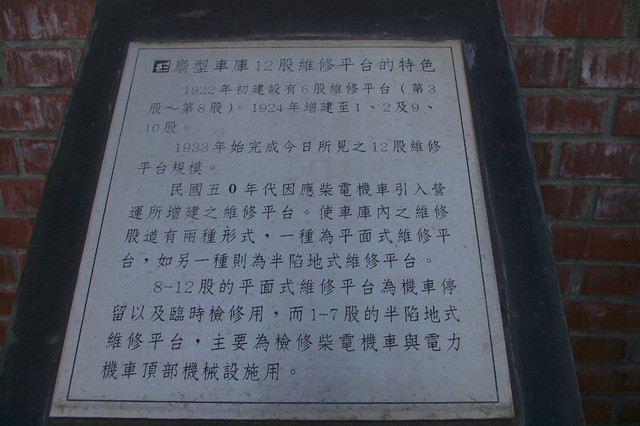 扇型車庫12股維修平台的特色
1922年初建設有6股維修平台(第3
股~第8股)。1924年增建至1、2及9、
10股。
1933年始完成今日所見之12股維修
平台規模。
民國五0年代因應柴電機車引入營
運所增建之維修平台。使車庫內之維修
股道有兩種形式,一種為平面式維修平
台,如另一種則為半陷地式維修平台。
8-12股的平面式維修平台為機車停
留以及臨時檢修用,而1-7股的半陷地式
維修平台,主要為檢修柴電機車與電力
機車頂部機械設施用。